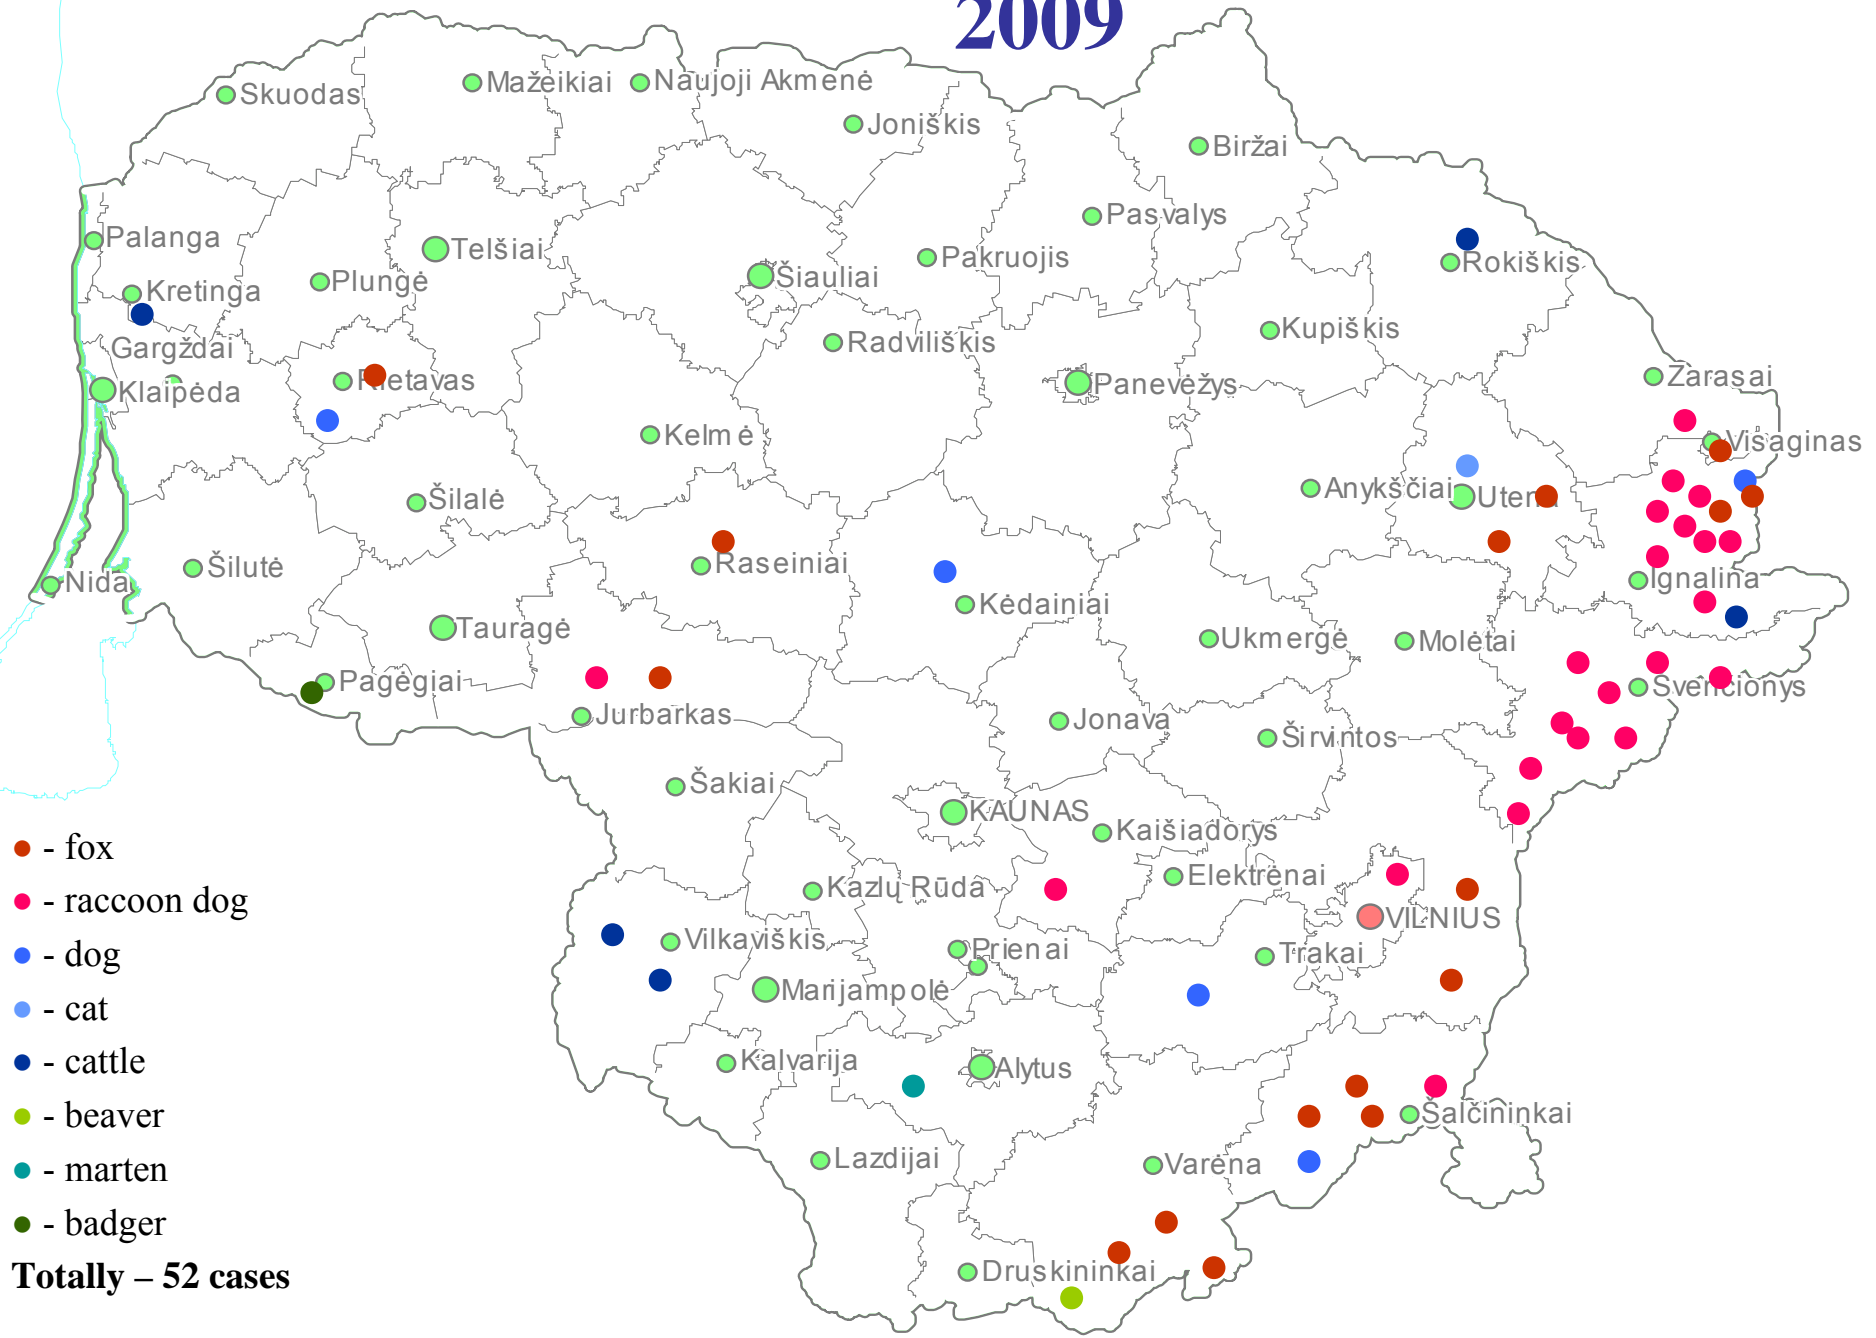 2009
Skuodas
Mažeikiai
Naujoji Akmenė
Joniškis
Biržai
Pasvalys
Palanga
Telšiai
Šiauliai
Pakruojis
Rokiškis
Kretinga
Plungė
Gargždai
Radviliškis
Kupiškis
Klaipėda
Rietavas
Panevėžys
Zarasai
Kelmė
Visaginas
Šilalė
Anykščiai
Utena
Nida
Šilutė
Raseiniai
Ignalina
Tauragė
Kėdainiai
Ukmergė
Molėtai
Pagėgiai
Švenčionys
Jurbarkas
Jonava
Širvintos
Šakiai
KAUNAS
Kaišiadorys
Kazlų Rūda
Elektrėnai
VILNIUS
Vilkaviškis
Prienai
Trakai
Marijampolė
Kalvarija
Alytus
Šalčininkai
Lazdijai
Varėna
Druskininkai
- fox
- raccoon dog
- dog
- cat
- cattle
- beaver
- marten
- badger
Totally – 52 cases